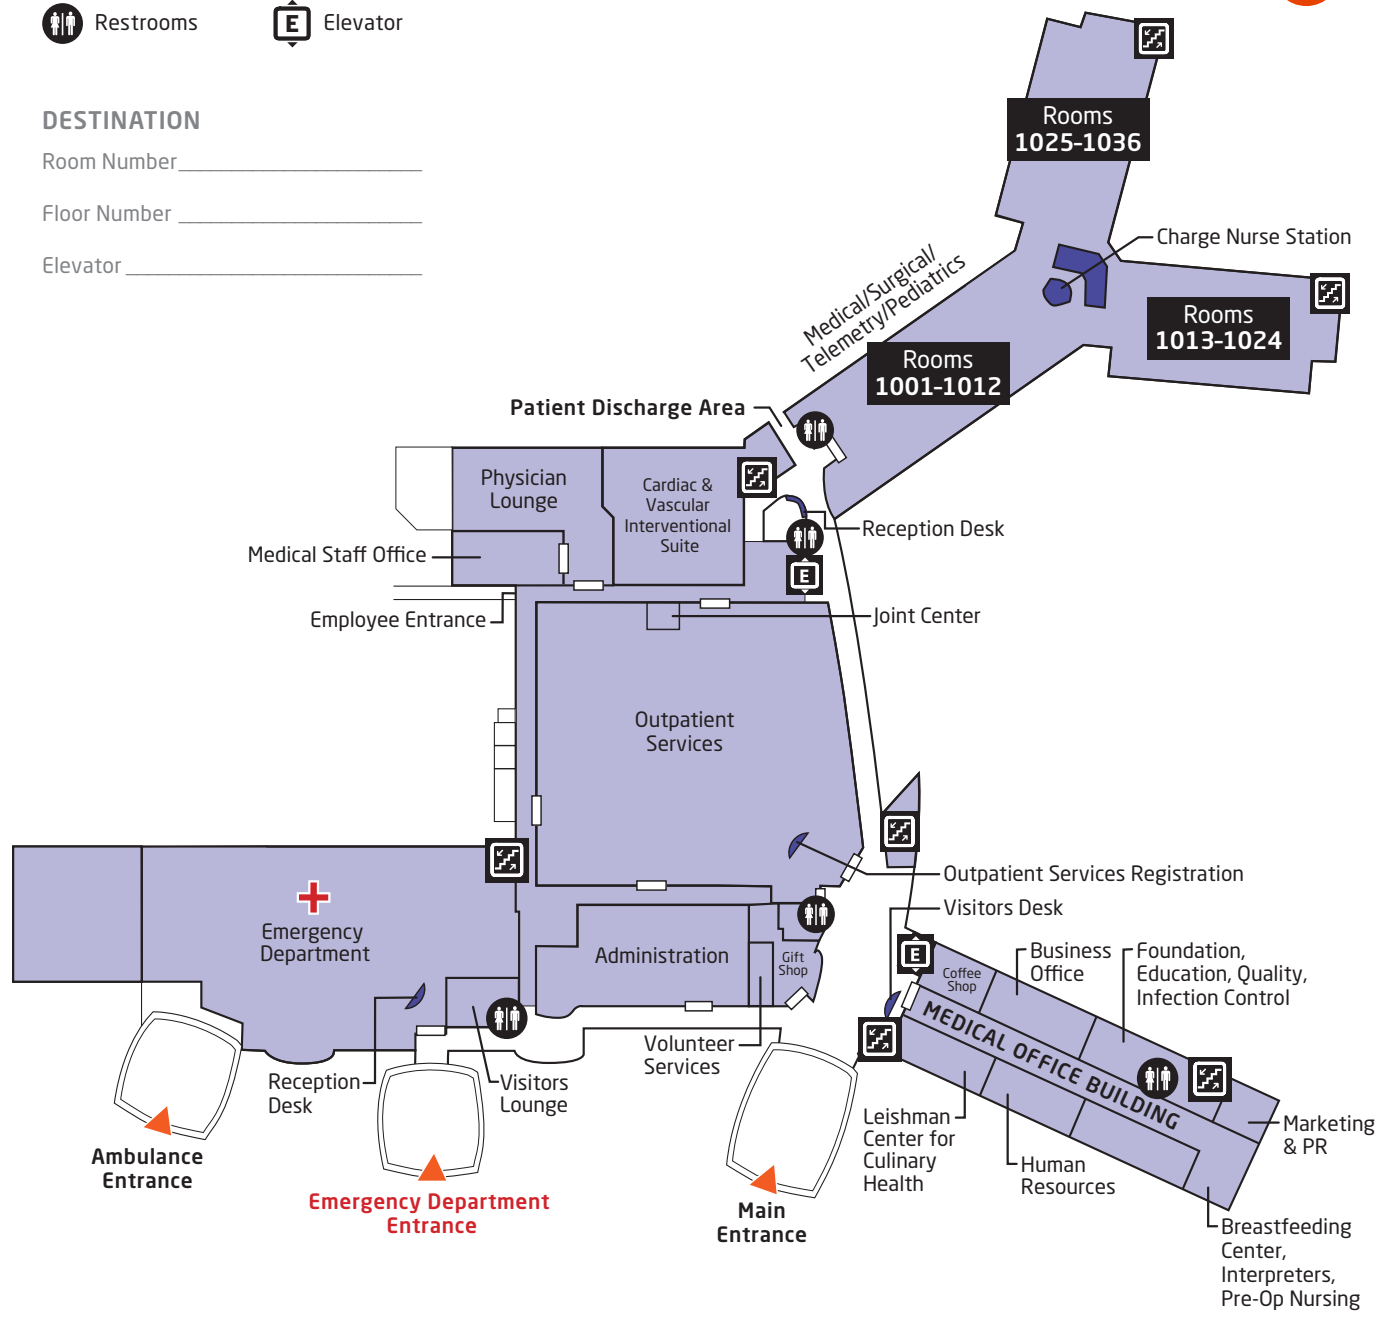 Restrooms
E
Elevator
DESTINATION
Room Number
Floor Number
Elevator
Rooms
1025-1036
Charge Nurse Station
Medical/Surgical/
Telemetry/Pediatrics
Rooms
1013-1024
Rooms
1001-1012
Patient Discharge Area
Physician
Lounge
Cardiac &
Vascular
Interventional
Suite
Reception Desk
Medical Staff Office
E
Employee Entrance
Joint Center
Outpatient
Services
Outpatient Services Registration
Visitors Desk
Emergency
Department
Administration
Gift
Shop
E
Coffee
Shop
Business
Office
Foundation,
Education, Quality,
Infection Control
MEDICAL OFFICE BUILDING
Volunteer
Services
Reception
Desk
Visitors
Lounge
Leishman
Center for
Culinary
Health
Human
Resources
Marketing
& PR
Ambulance
Entrance
Emergency Department
Entrance
Main
Entrance
Breastfeeding
Center,
Interpreters,
Pre-Op Nursing